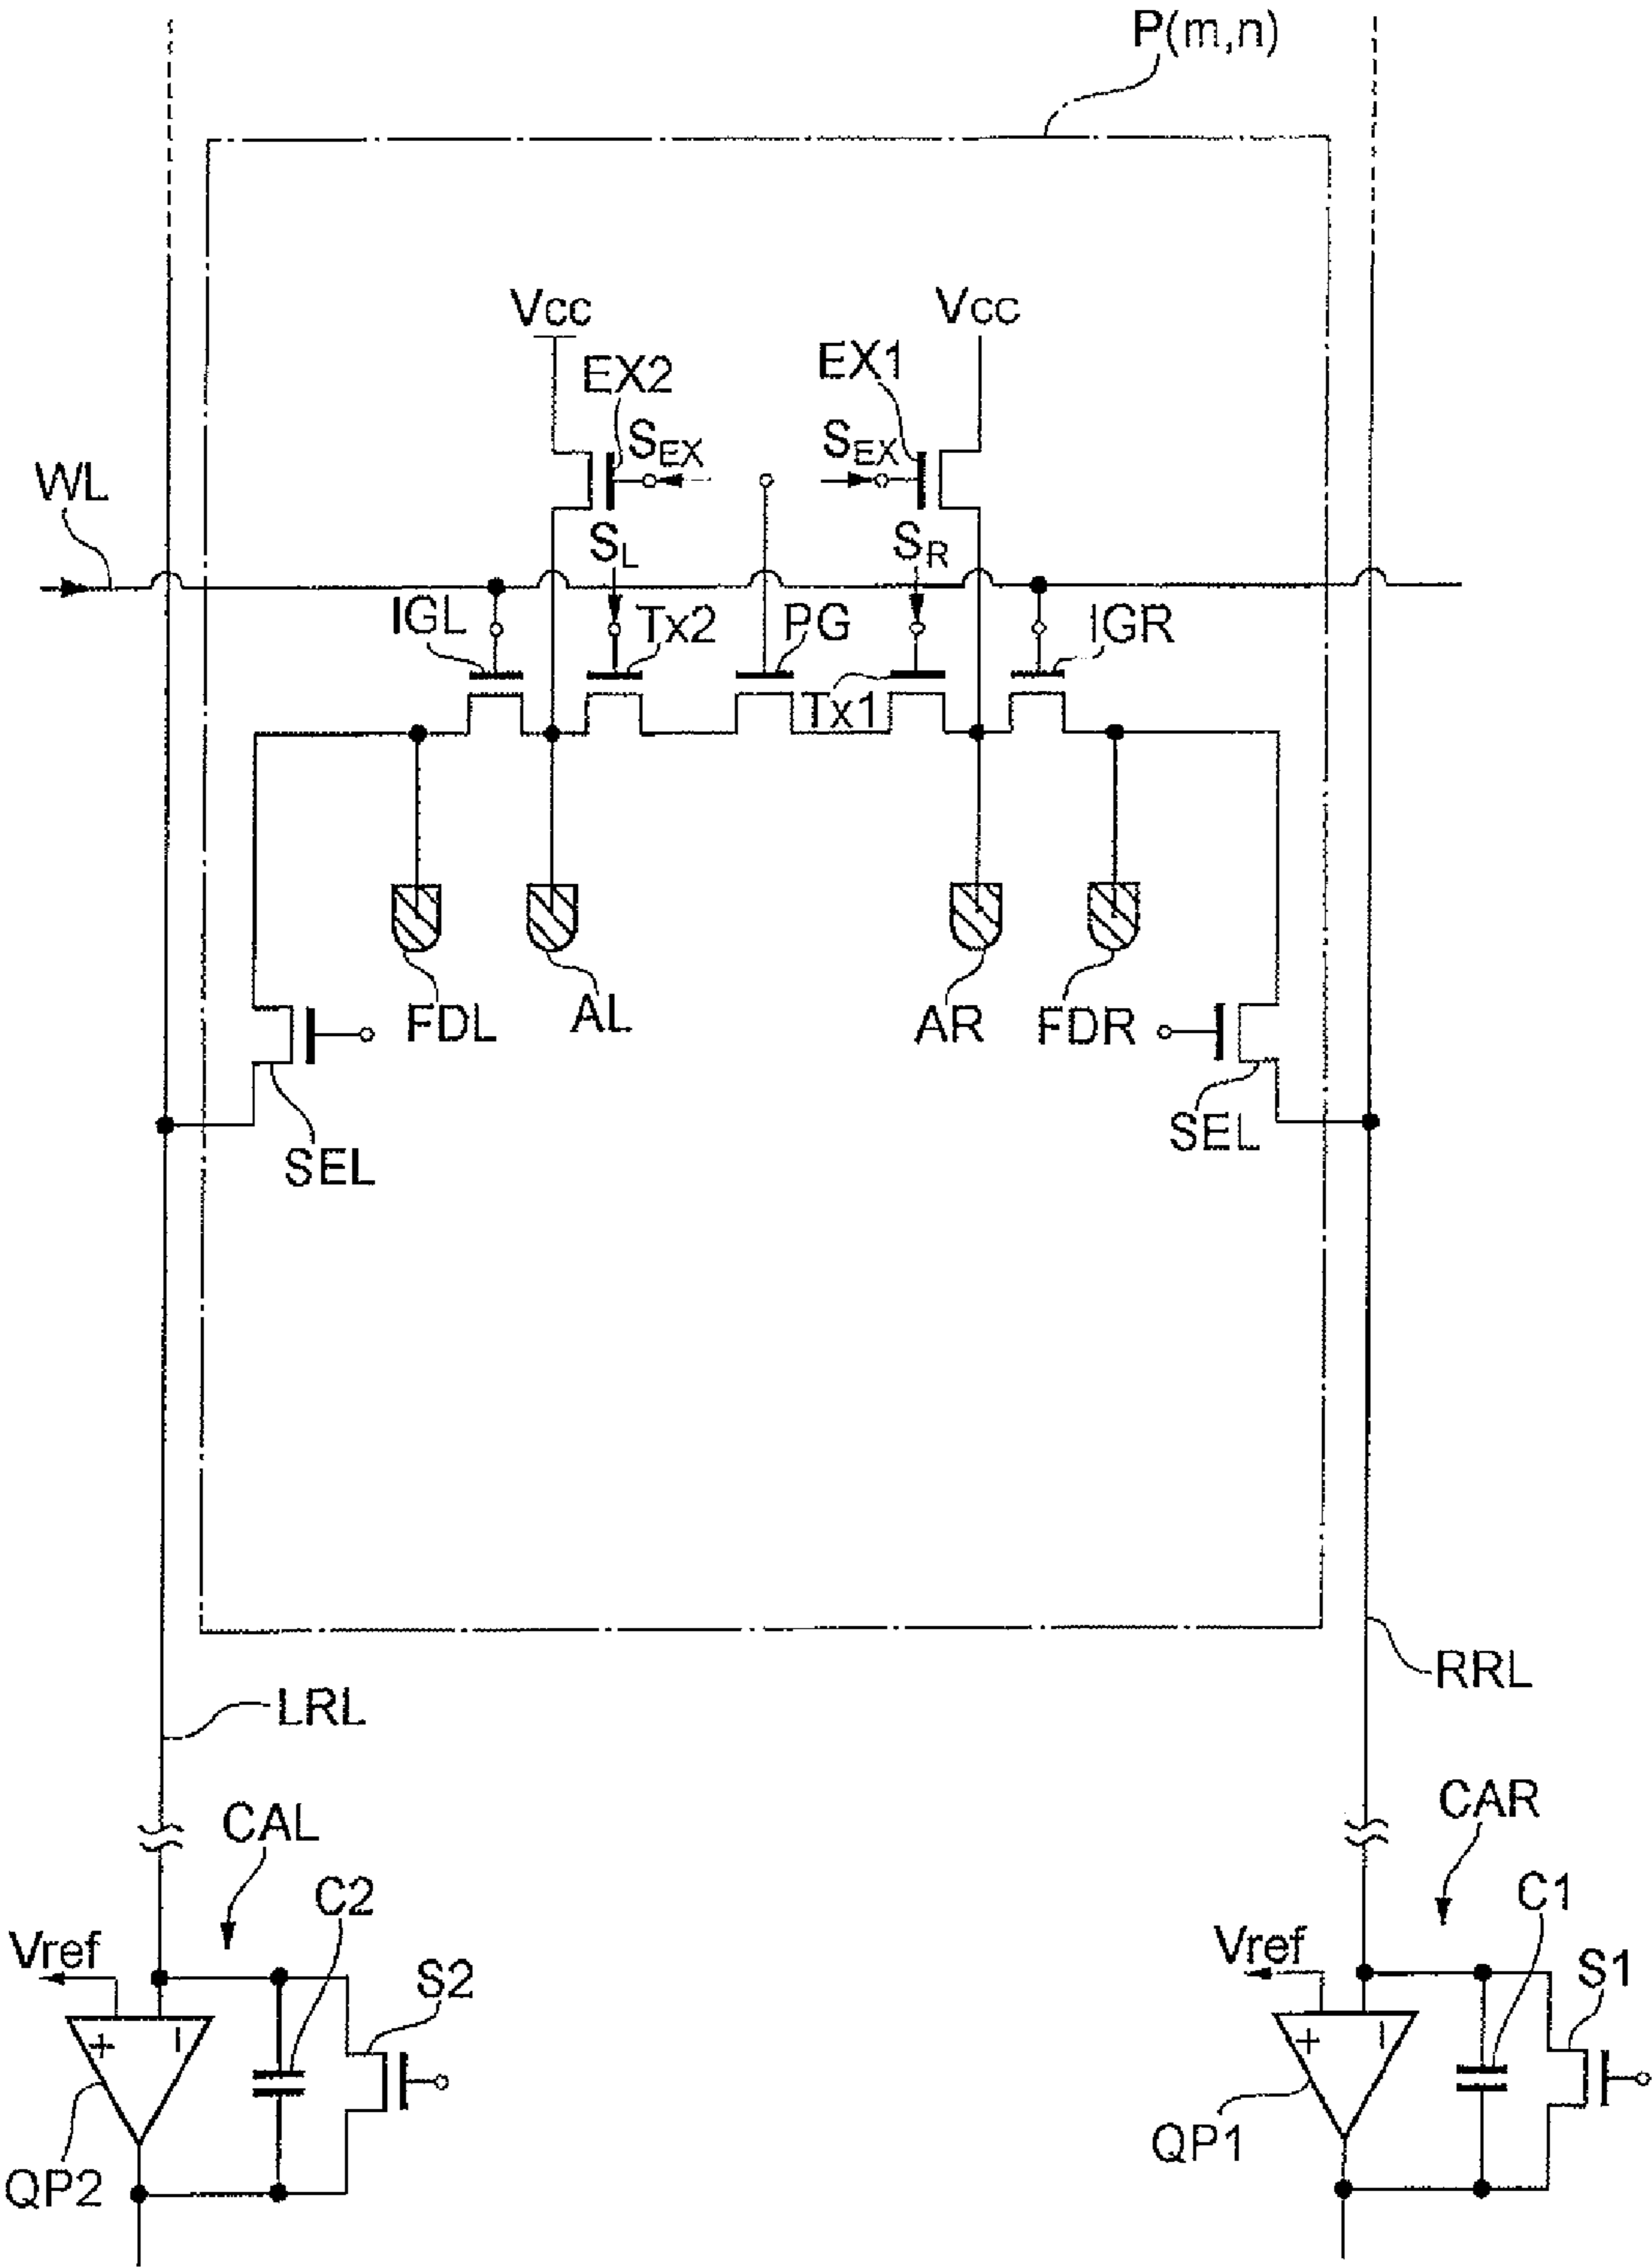 P(m,n)
Vcc
Vcc
EX2
EX1
SEX
SEX
WL
SL
SR
IGL
Tx2
PG
Tx1
IGR
FDL
AL
AR
FDR
SEL
SEL
LRL
RRL
CAL
CAR
C2
C1
Vref
Vref
S2
S1
+
−
+
−
QP2
QP1